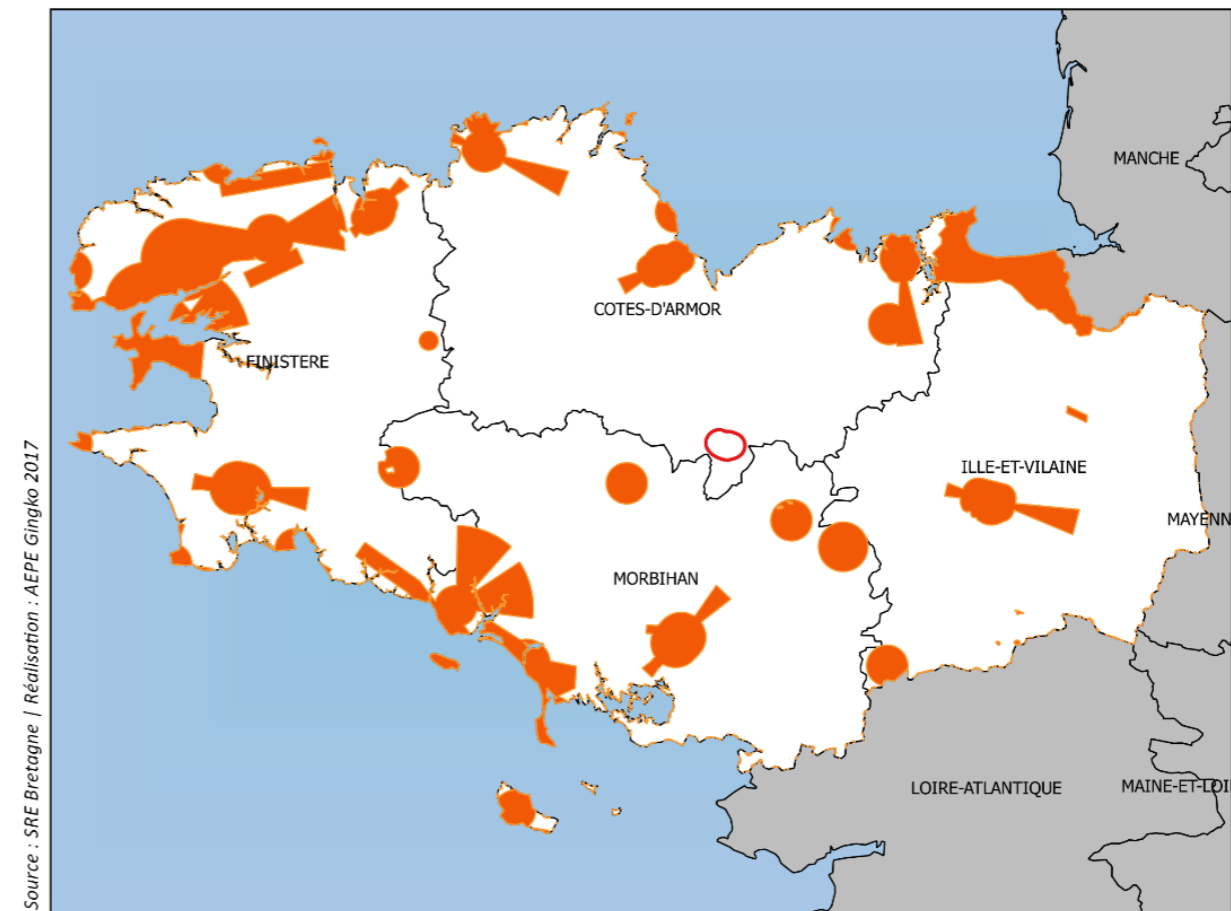 MANCHE
COTES-D'ARMOR
FINISTERE
ILLE-ET-VILAINE
MAYENN
MORBIHAN
LOIRE-ATLANTIQUE
MAINE-ET-LOI
Source : SRE Bretagne | Réalisation : AEPE Gingko 2017